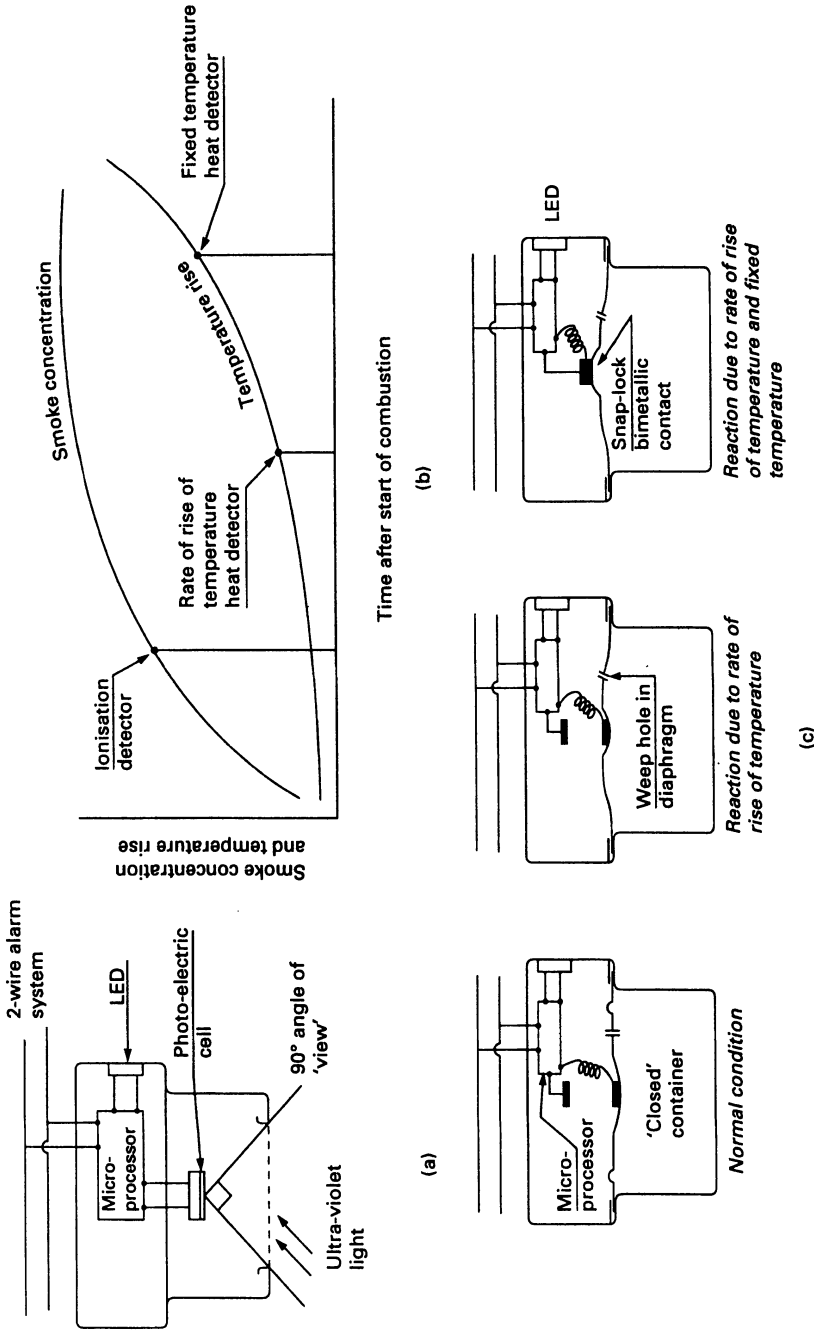 2-wire alarm
system
LED
Micro-
processor
Photo-electric
cell
90° angle of
'view'
Ultra-violet
light
(a)
Smoke concentration
and temperature rise
Smoke concentration
Ionisation
detector
Rate of rise of
temperature
heat detector
Temperature rise
Fixed temperature
heat detector
Time after start of combustion
(b)
Micro-
processor
'Closed'
container
Normal condition
Weep hole in
diaphragm
Reaction due to rate of
rise of temperature
LED
Snap-lock
bimetallic
contact
Reaction due to rate of rise
of temperature and fixed
temperature
(c)